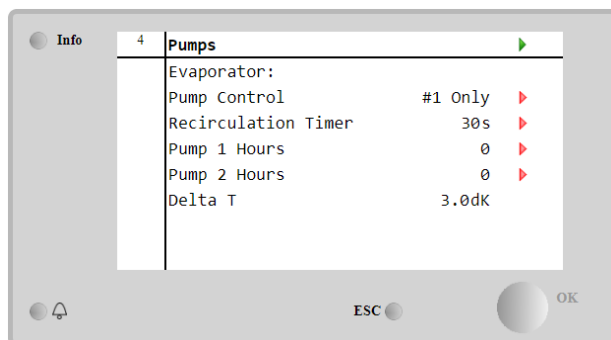 Info
4 Pumps
Evaporator:
Pump Control #1 Only
Recirculation Timer 30s
Pump 1 Hours 0
Pump 2 Hours 0
Delta T 3.0dK
ESC
OK